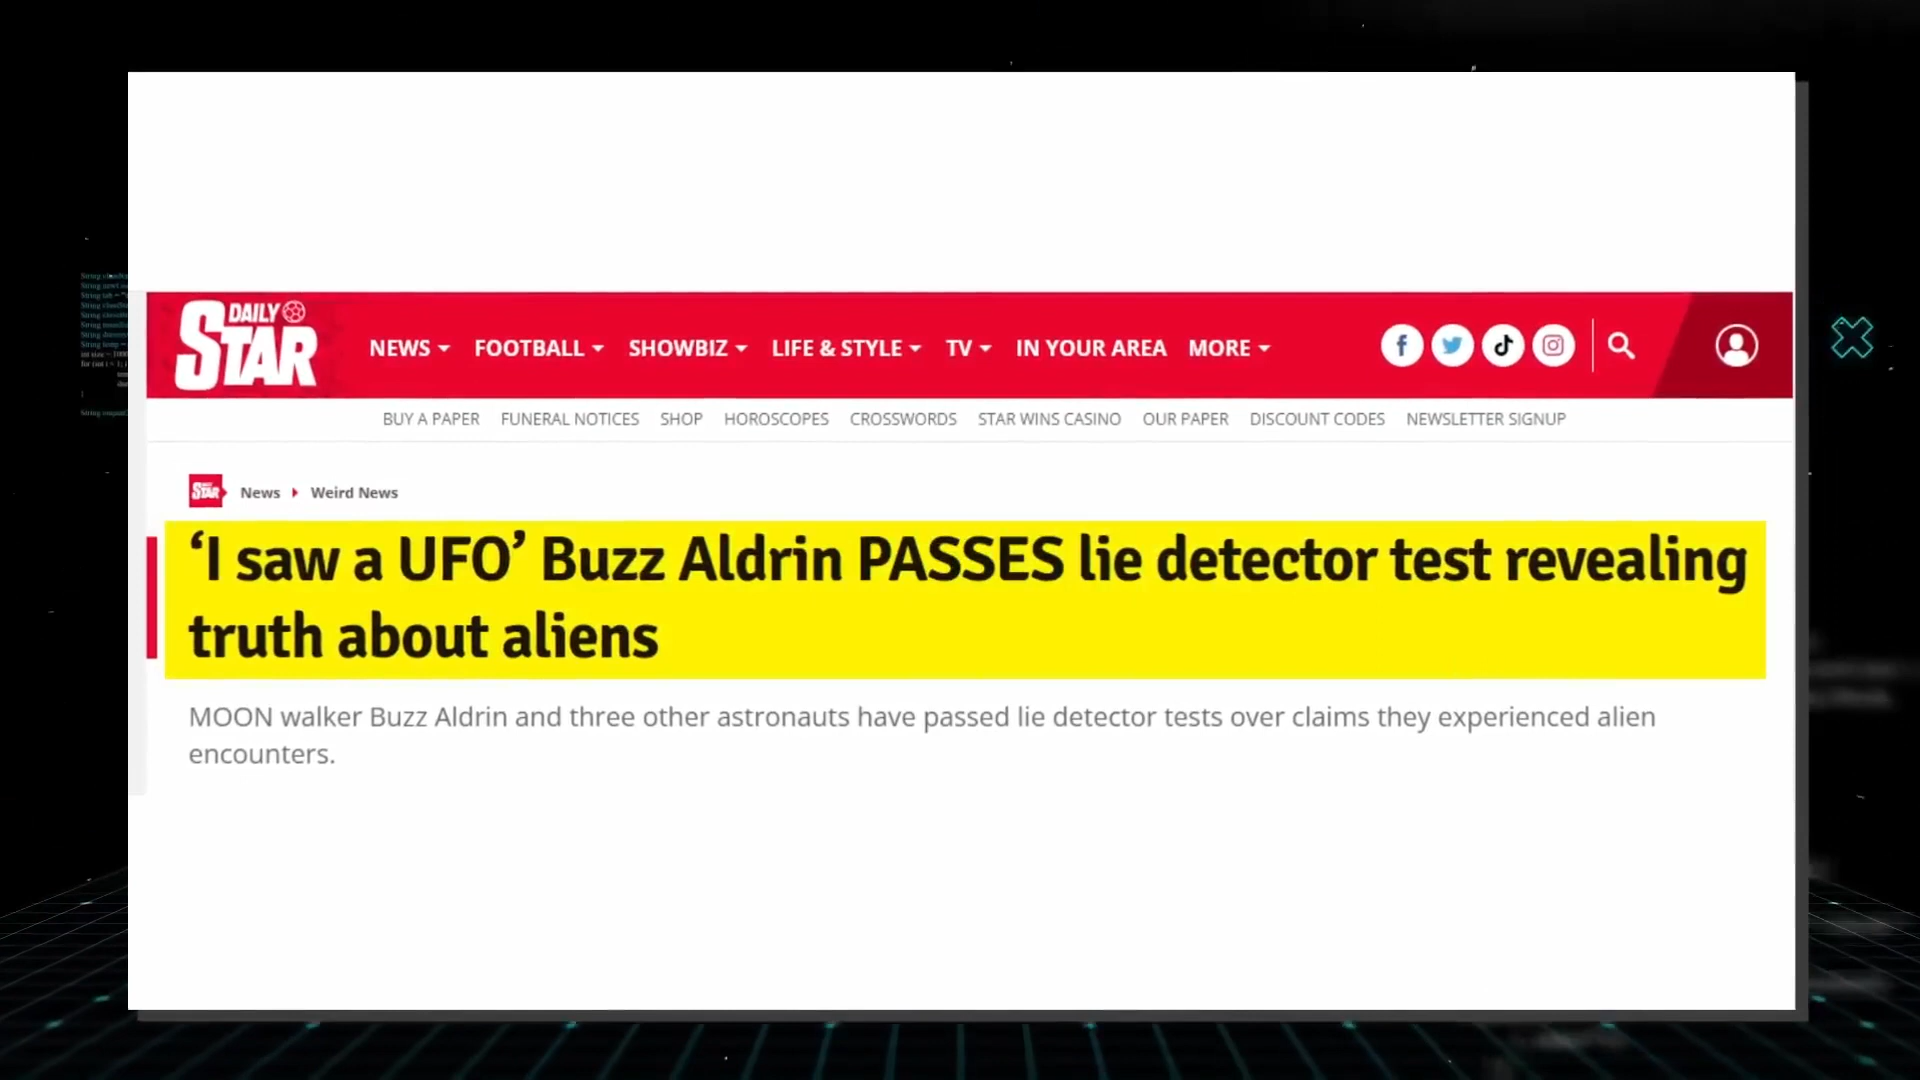 DAILY
STAR
NEWS FOOTBALL SHOWBIZ LIFE & STYLE TV IN YOUR AREA MORE
BUY A PAPER FUNERAL NOTICES SHOP HOROSCOPES CROSSWORDS STAR WINS CASINO OUR PAPER DISCOUNT CODES NEWSLETTER SIGNUP
News Weird News
‘I saw a UFO’ Buzz Aldrin PASSES lie detector test revealing
truth about aliens
MOON walker Buzz Aldrin and three other astronauts have passed lie detector tests over claims they experienced alien
encounters.